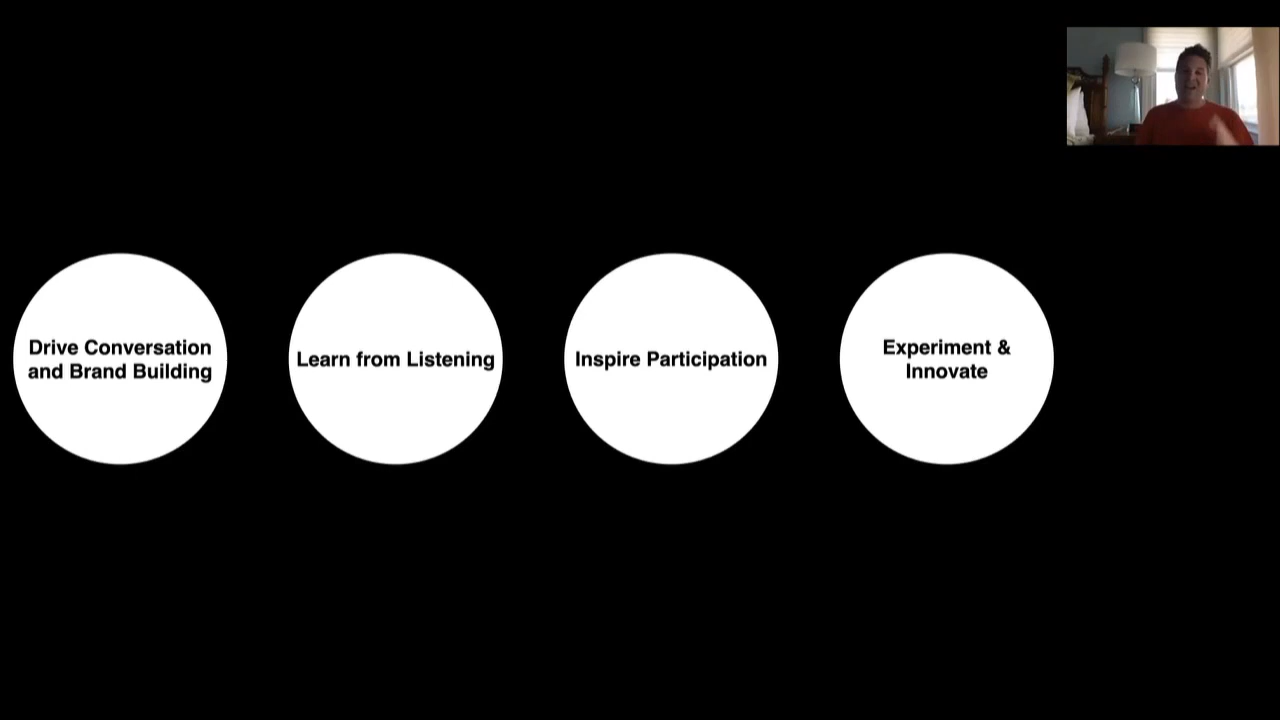 Drive Conversation
and Brand Building
Learn from Listening
Inspire Participation
Experiment &
Innovate